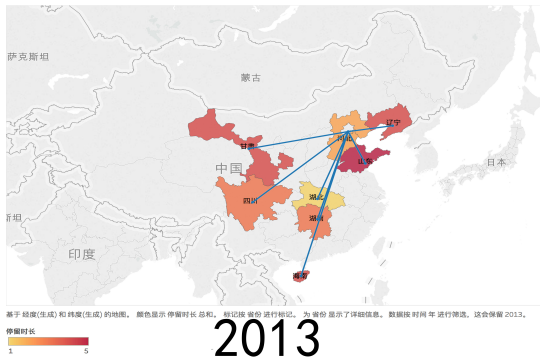 萨克斯坦
蒙古
辽宁
河北
甘肃
山东
中国
日本
四川
湖北
湖南
斯坦
印度
海南
基于 经度(生成) 和 纬度(生成) 的地图。 颜色显示 停留时长 总和。 标记按 省份 进行标记。 为 省份 显示了详细信息。 数据按 时间 年 进行筛选。这会保留 2013。
停留时长
1 5
2013